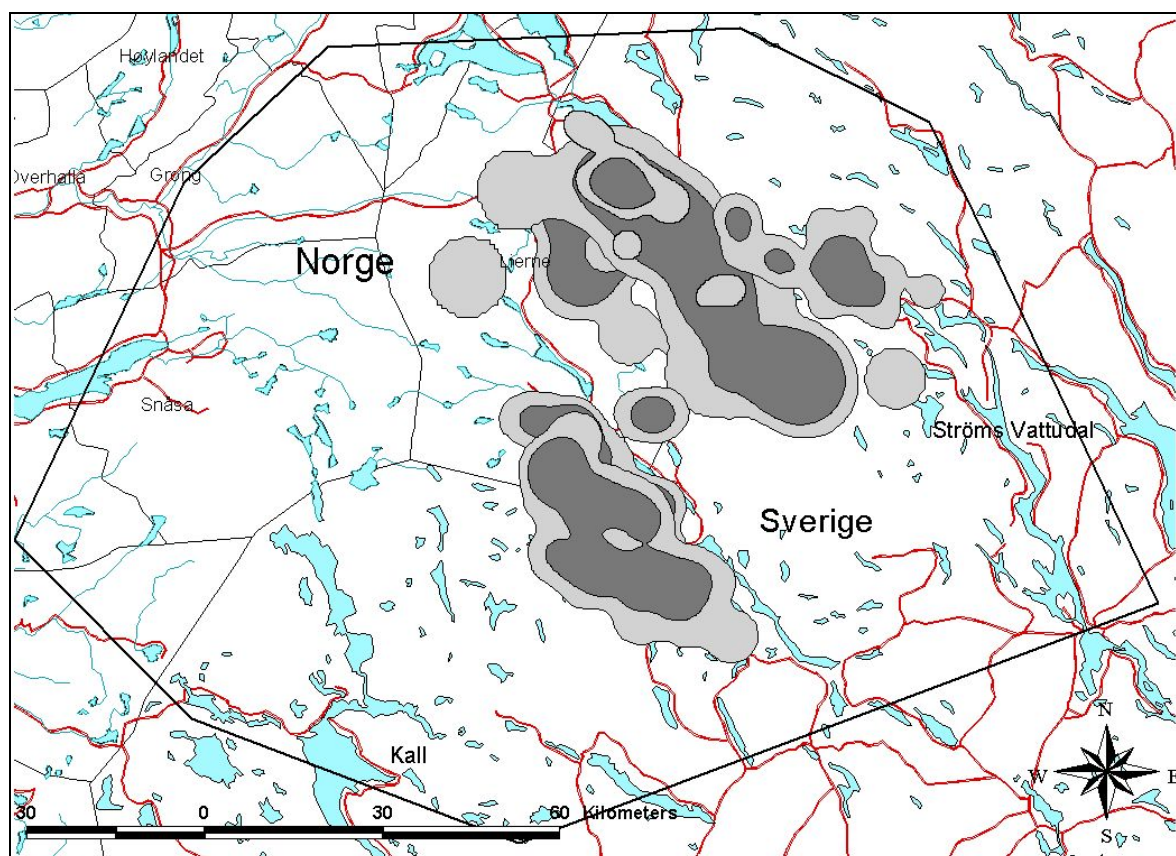 Høylandet
Overhalla
Grong
Norge
Lierne
Snåsa
Ströms Vattudal
Sverige
Kall
N
W E
S
30 0 30 60 Kilometers